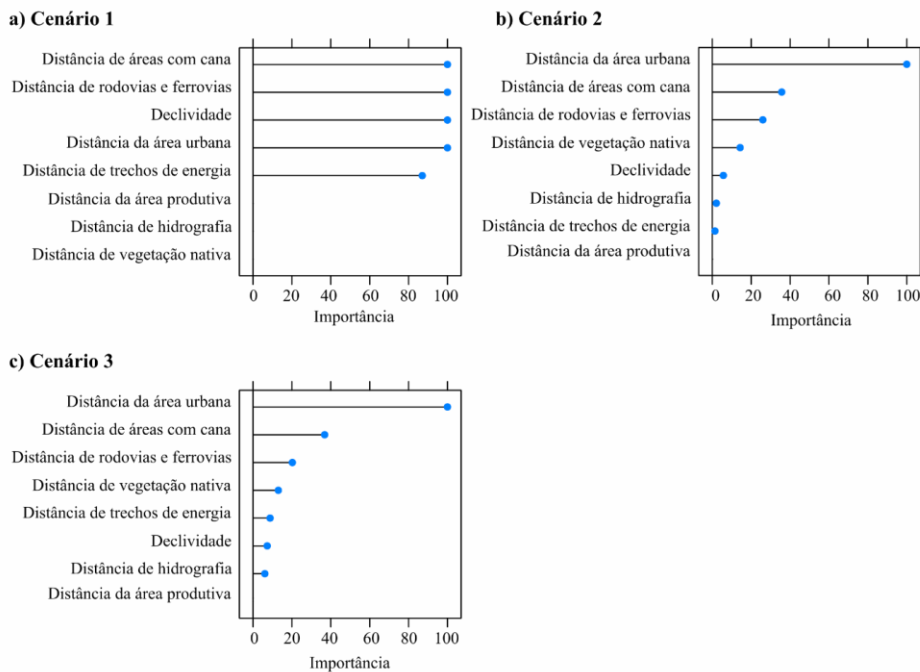 a) Cenário 1
Distância de áreas com cana
Distância de rodovias e ferrovias
Declividade
Distância da área urbana
Distância de trechos de energia
Distância da área produtiva
Distância de hidrografia
Distância de vegetação nativa
0 20 40 60 80 100
Importância
b) Cenário 2
Distância da área urbana
Distância de áreas com cana
Distância de rodovias e ferrovias
Distância de vegetação nativa
Declividade
Distância de hidrografia
Distância de trechos de energia
Distância da área produtiva
0 20 40 60 80 100
Importância
c) Cenário 3
Distância da área urbana
Distância de áreas com cana
Distância de rodovias e ferrovias
Distância de vegetação nativa
Distância de trechos de energia
Declividade
Distância de hidrografia
Distância da área produtiva
0 20 40 60 80 100
Importância